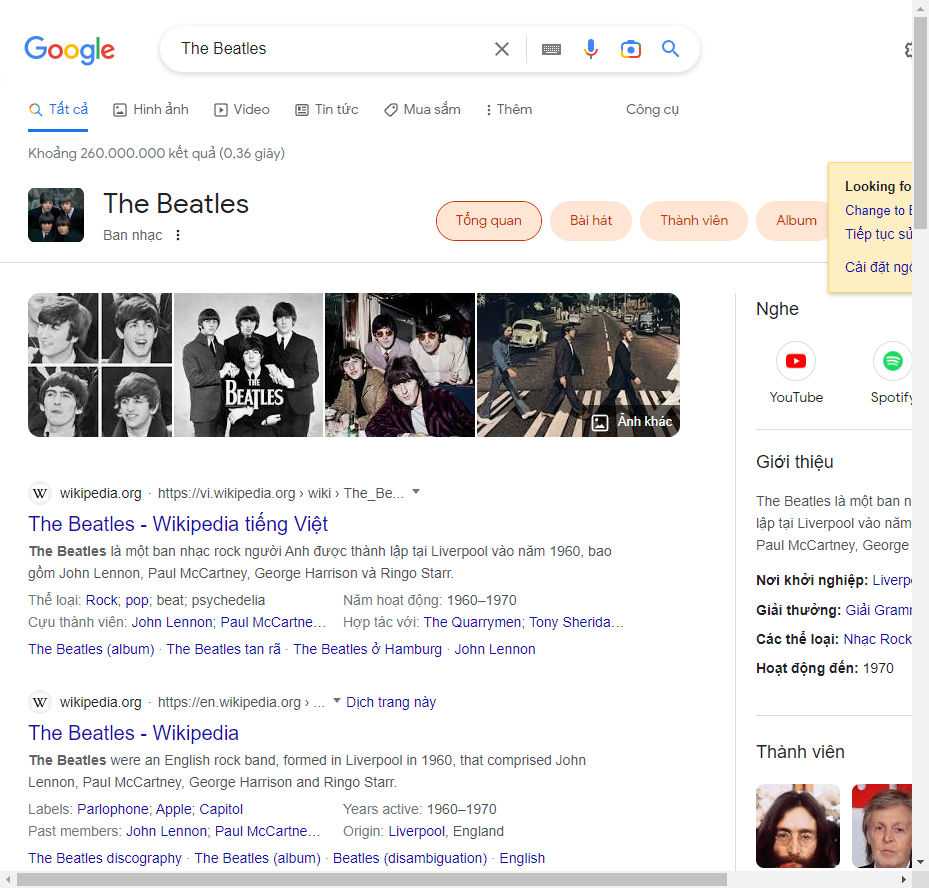 Google
The Beatles
Tất cả
Hình ảnh
Video
Tin tức
Mua sắm
Thêm
Công cụ
Khoảng 260.000.000 kết quả (0,36 giây)
The Beatles
Ban nhạc
Tổng quan
Bài hát
Thành viên
Album
Looking fo
Change to E
Tiếp tục sử
Cài đặt ngô
THE BEATLES
Ảnh khác
W wikipedia.org · https://vi.wikipedia.org › wiki › The_Be...
The Beatles - Wikipedia tiếng Việt
The Beatles là một ban nhạc rock người Anh được thành lập tại Liverpool vào năm 1960, bao
gồm John Lennon, Paul McCartney, George Harrison và Ringo Starr.
Thể loại: Rock; pop; beat; psychedelia
Năm hoạt động: 1960–1970
Cựu thành viên: John Lennon; Paul McCartne…
Hợp tác với: The Quarrymen; Tony Sherida…
The Beatles (album) · The Beatles tan rã · The Beatles ở Hamburg · John Lennon
W wikipedia.org · https://en.wikipedia.org › ... Dịch trang này
The Beatles - Wikipedia
The Beatles were an English rock band, formed in Liverpool in 1960, that comprised John
Lennon, Paul McCartney, George Harrison and Ringo Starr.
Labels: Parlophone; Apple; Capitol
Years active: 1960–1970
Past members: John Lennon; Paul McCartne…
Origin: Liverpool, England
The Beatles discography · The Beatles (album) · Beatles (disambiguation) · English
Nghe
YouTube
Spotify
Giới thiệu
The Beatles là một ban n
lập tại Liverpool vào năm
Paul McCartney, George
Nơi khởi nghiệp: Liverpo
Giải thưởng: Giải Gramm
Các thể loại: Nhạc Rock
Hoạt động đến: 1970
Thành viên